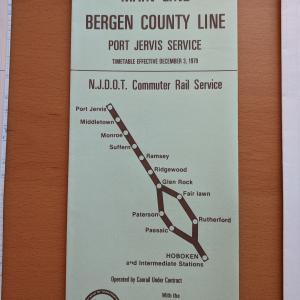 MAIN LINE
BERGEN COUNTY LINE
PORT JERVIS SERVICE
TIMETABLE EFFECTIVE DECEMBER 3, 1979
N.J.D.O.T. Commuter Rail Service
Port Jervis
Middletown
Monroe
Suffern
Ramsey
Ridgewood
Glen Rock
Fair lawn
Paterson
Rutherford
Passaic
HOBOKEN
and Intermediate Stations
Operated by Conrail Under Contract
With the